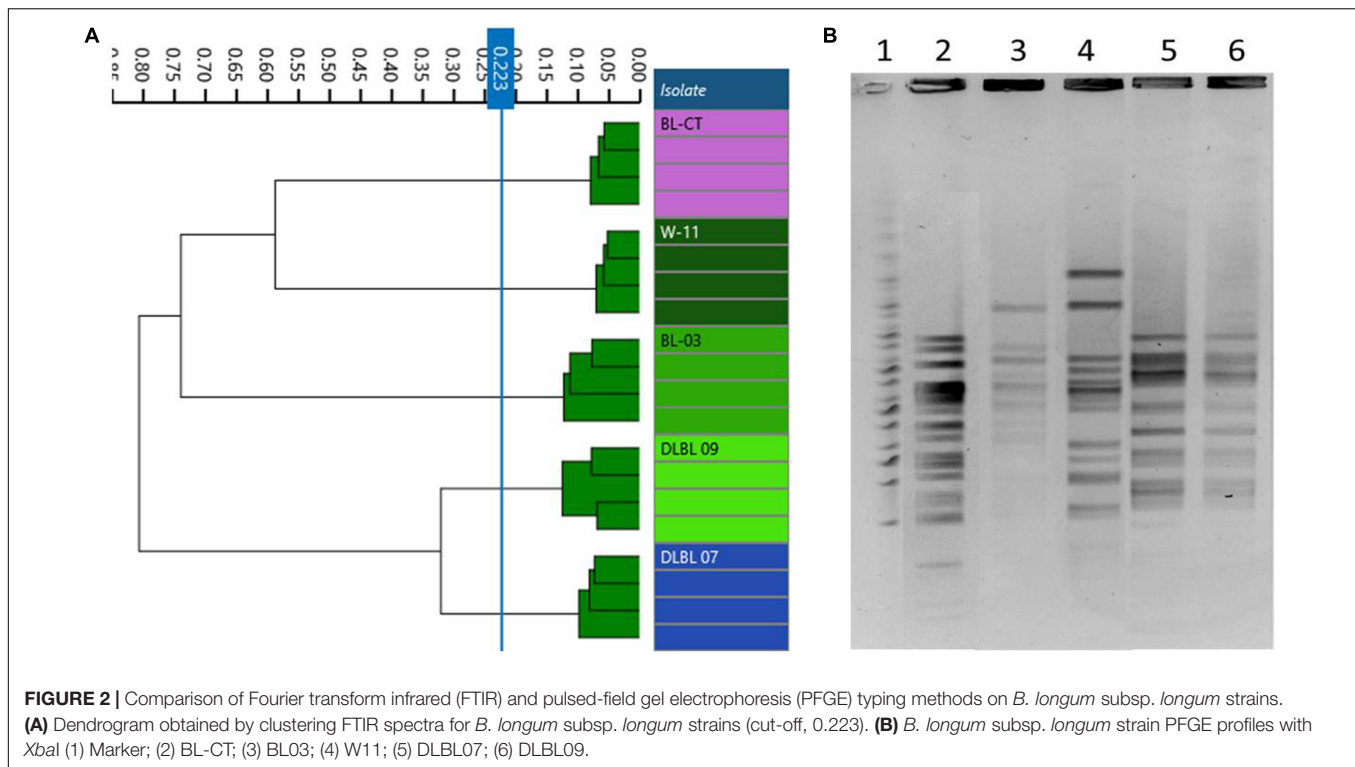 A
B
0.80
0.75
0.70
0.65
0.60
0.55
0.50
0.45
0.40
0.35
0.30
0.25
0.223
0.15
0.10
0.05
0.00
Isolate
BL-CT
W-11
BL-03
DLBL 09
DLBL 07
1 2 3 4 5 6
FIGURE 2 | Comparison of Fourier transform infrared (FTIR) and pulsed-field gel electrophoresis (PFGE) typing methods on B. longum subsp. longum strains.
(A) Dendrogram obtained by clustering FTIR spectra for B. longum subsp. longum strains (cut-off, 0.223). (B) B. longum subsp. longum strain PFGE profiles with
XbaI (1) Marker; (2) BL-CT; (3) BL03; (4) W11; (5) DLBL07; (6) DLBL09.